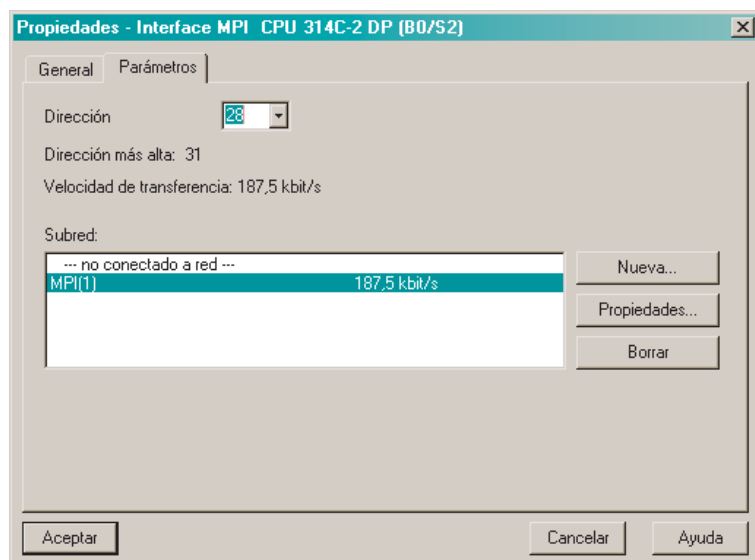 Propiedades - Interface MPI CPU 314C-2 DP (B0/S2)
General Parámetros
Dirección 28
Dirección más alta: 31
Velocidad de transferencia: 187,5 kbit/s
Subred:
--- no conectado a red ---
MPI(1) 187,5 kbit/s
Nueva...
Propiedades...
Borrar
Aceptar Cancelar Ayuda